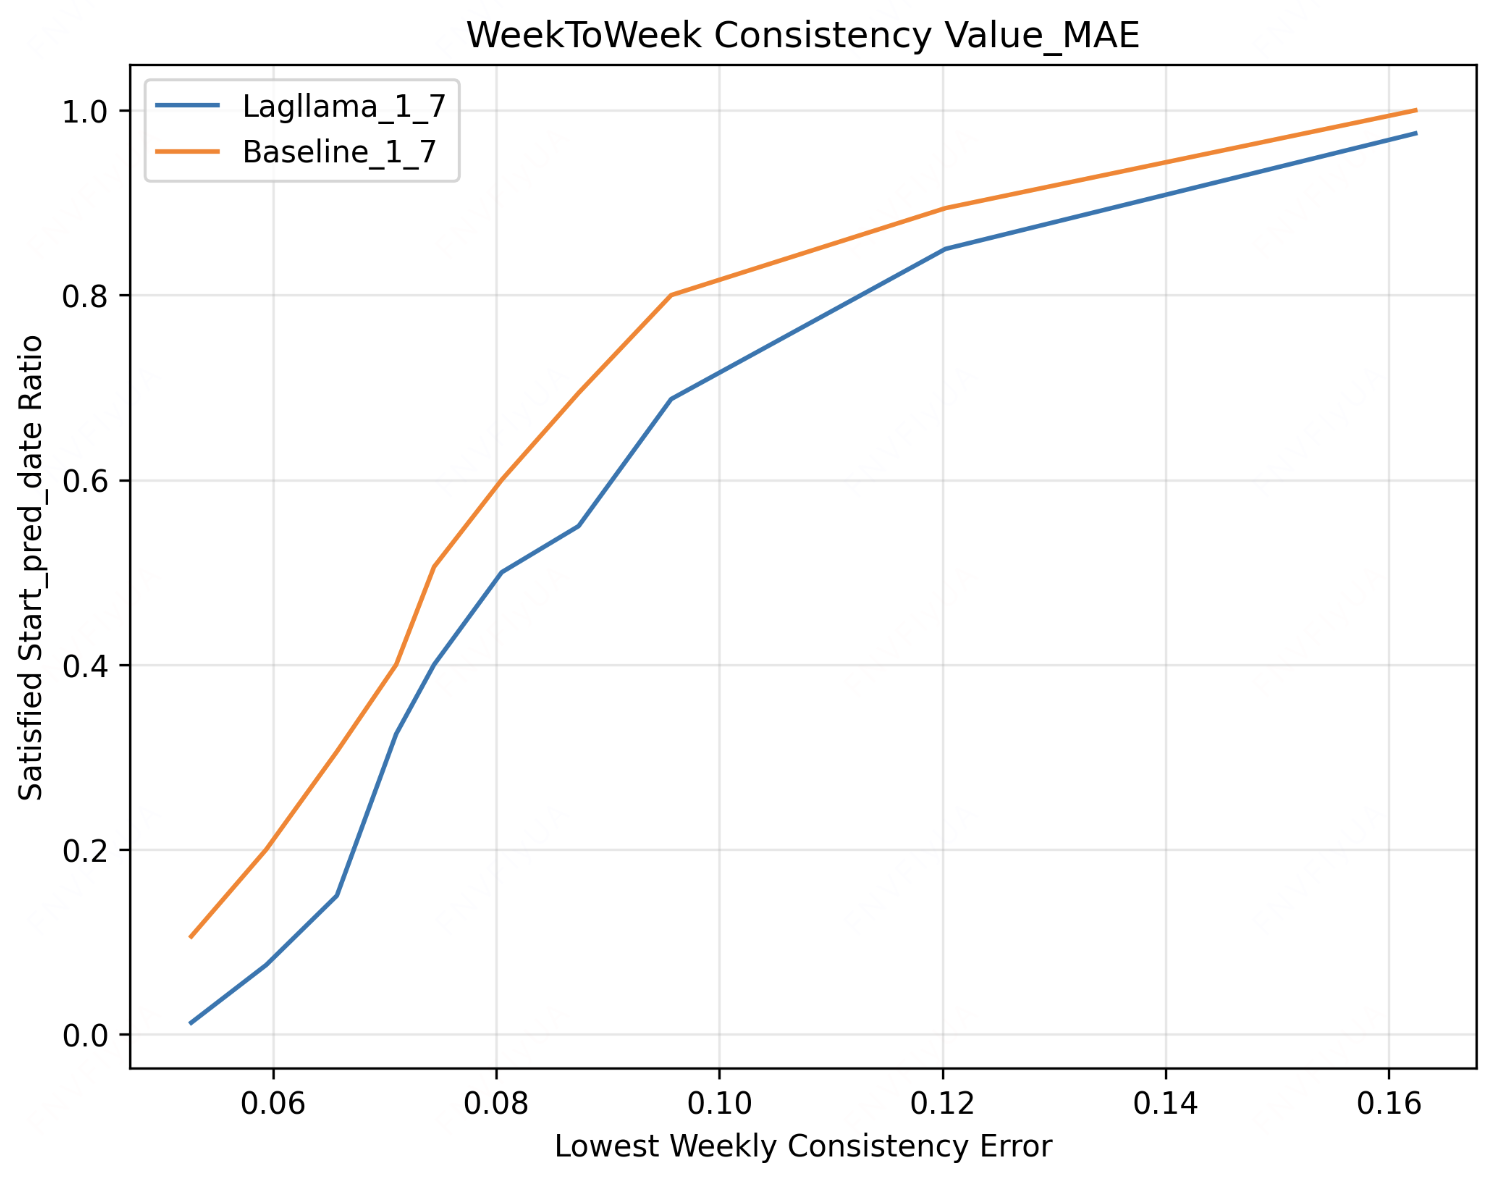 WeekToWeek Consistency Value_MAE
Lagllama_1_7
Baseline_1_7
1.0
0.8
0.6
0.4
0.2
0.0
Satisfied Start_pred_date Ratio
0.06 0.08 0.10 0.12 0.14 0.16
Lowest Weekly Consistency Error